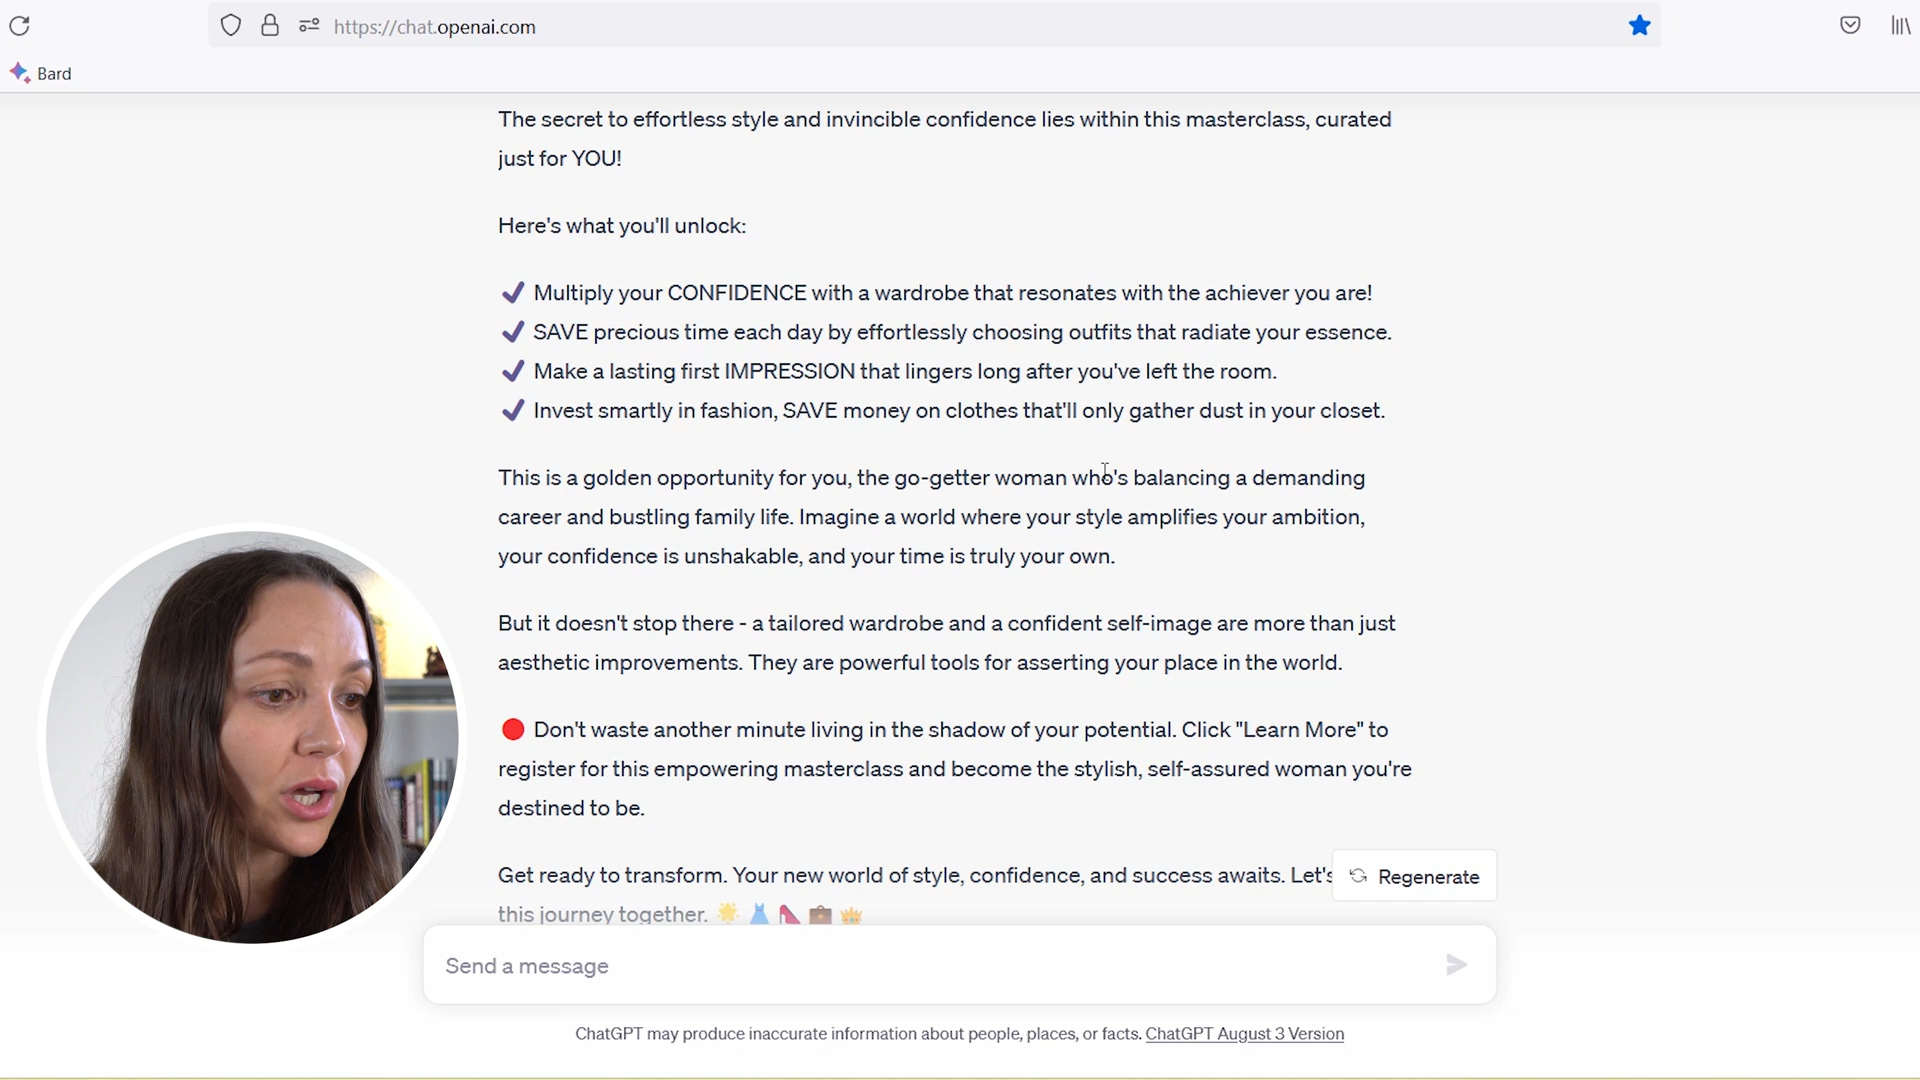 https://chat.openai.com
Bard
The secret to effortless style and invincible confidence lies within this masterclass, curated
just for YOU!
Here's what you'll unlock:
✔ Multiply your CONFIDENCE with a wardrobe that resonates with the achiever you are!
✔ SAVE precious time each day by effortlessly choosing outfits that radiate your essence.
✔ Make a lasting first IMPRESSION that lingers long after you've left the room.
✔ Invest smartly in fashion, SAVE money on clothes that'll only gather dust in your closet.
This is a golden opportunity for you, the go-getter woman who's balancing a demanding
career and bustling family life. Imagine a world where your style amplifies your ambition,
your confidence is unshakable, and your time is truly your own.
But it doesn't stop there - a tailored wardrobe and a confident self-image are more than just
aesthetic improvements. They are powerful tools for asserting your place in the world.
🔴 Don't waste another minute living in the shadow of your potential. Click "Learn More" to
register for this empowering masterclass and become the stylish, self-assured woman you're
destined to be.
Get ready to transform. Your new world of style, confidence, and success awaits. Let's
Regenerate
this journey together. 🌟👗👠💼👑
Send a message
ChatGPT may produce inaccurate information about people, places, or facts. ChatGPT August 3 Version